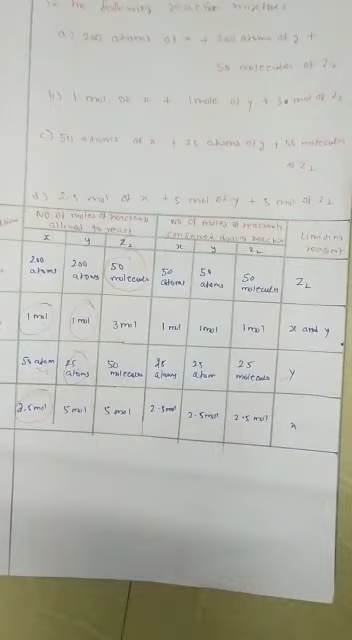 In the following reaction mixtures
a) 200 atoms of x + 200 atoms of y +
50 molecules of Z2
b) 1 mol of x + 1 mole of y + 3 mol of Z2
c) 50 atoms of x + 25 atoms of y + 50 molecules
of Z2
d) 2.5 mol of x + 5 mol of y + 5 mol of Z2
No of moles of reactants allowed to react
No of moles of reactants consumed during reaction
Limiting reagent
x y Z2 x y Z2
200 atoms 200 atoms 50 molecules 50 atoms 50 atoms 50 molecules Z2
1 mol 1 mol 3 mol 1 mol 1mol 1 mol x and y
50 atom 25 atoms 50 molecules 25 atoms 25 atom 25 molecules y
2.5 mol 5 mol 5 mol 2.5 mol 2.5 mol 2.5 mol x